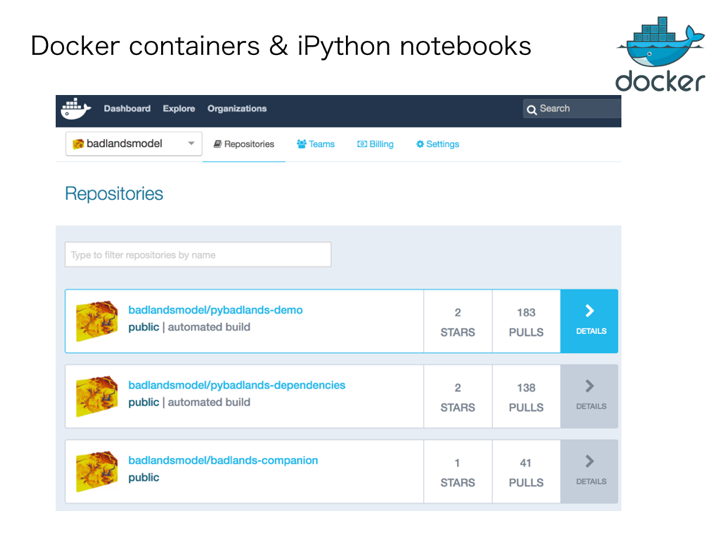 Docker containers & iPython notebooks
docker
Dashboard Explore Organizations Search
badlandsmodel Repositories Teams Billing Settings
Repositories
Type to filter repositories by name
badlandsmodel/pybadlands-demo
public | automated build
2
STARS
183
PULLS
DETAILS
badlandsmodel/pybadlands-dependencies
public | automated build
2
STARS
138
PULLS
DETAILS
badlandsmodel/badlands-companion
public
1
STARS
41
PULLS
DETAILS